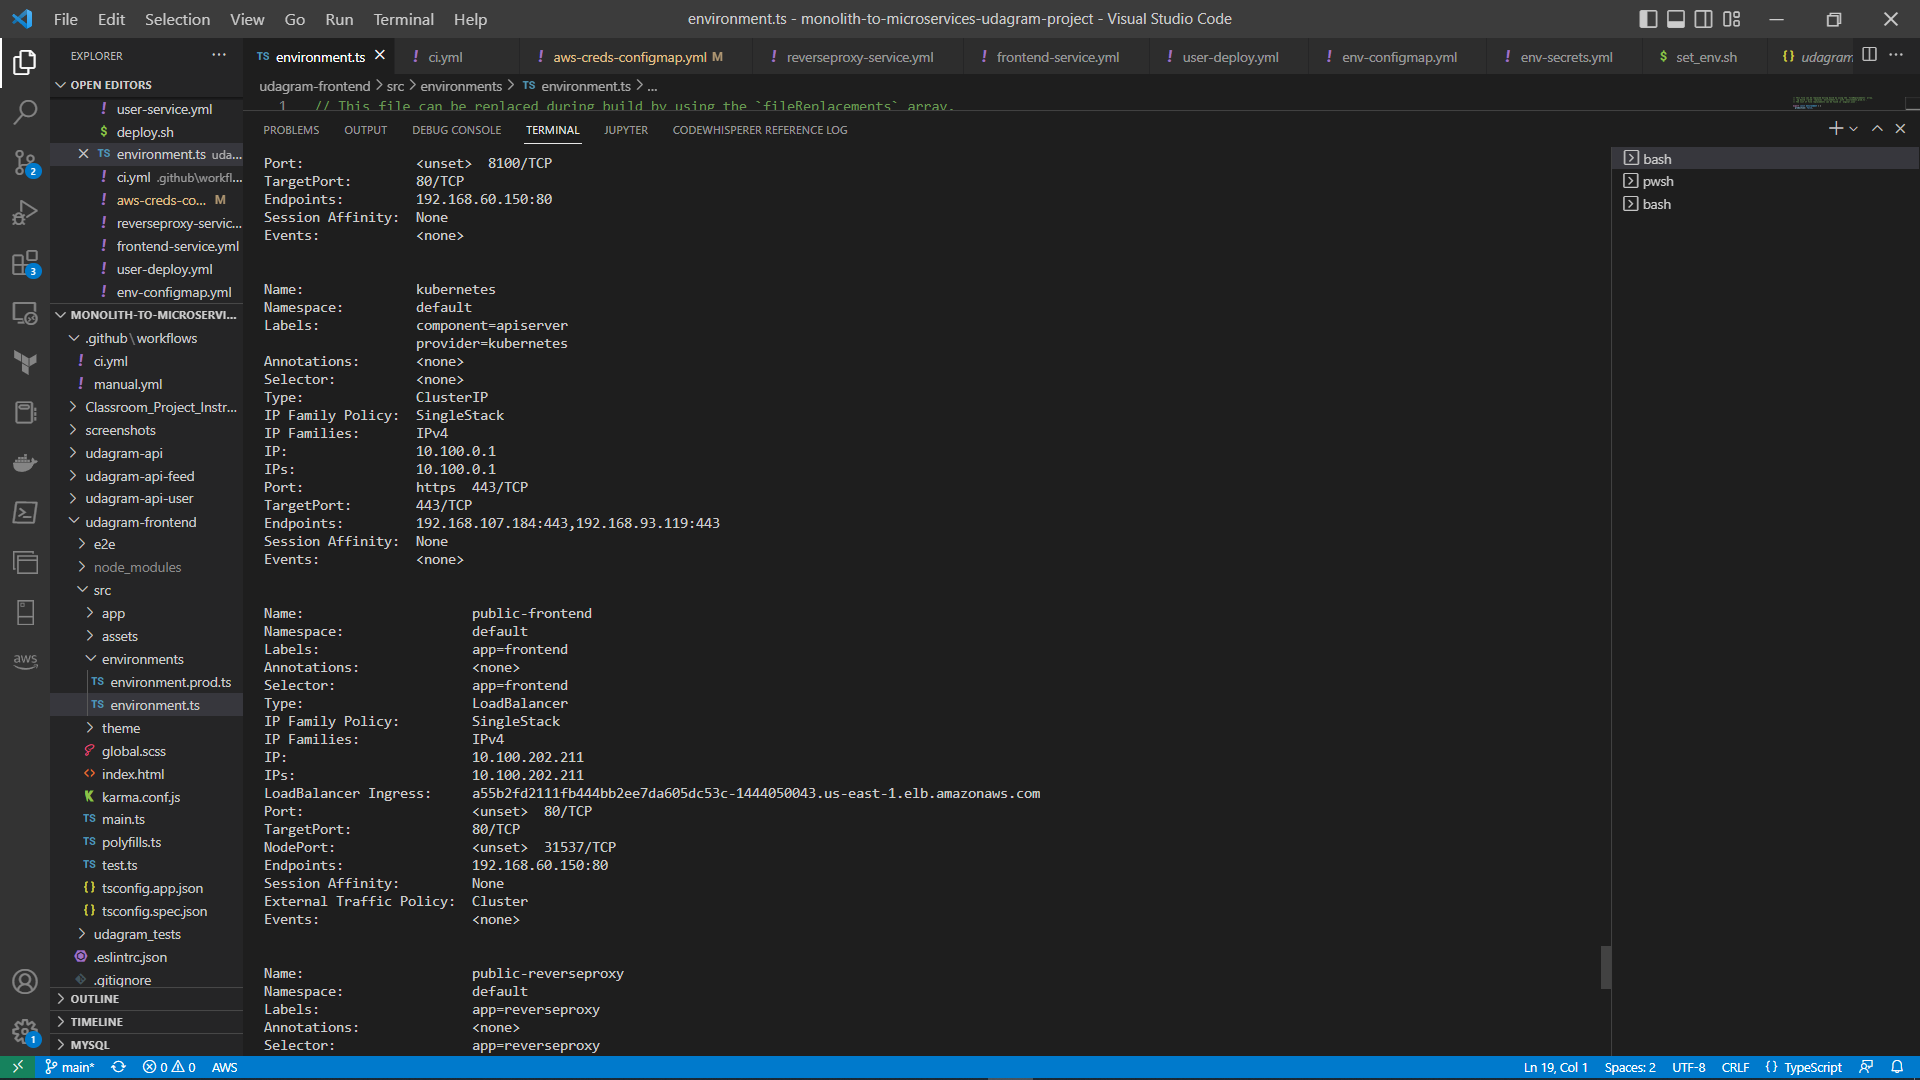 File Edit Selection View Go Run Terminal Help
environment.ts - monolith-to-microservices-udagram-project - Visual Studio Code
EXPLORER
OPEN EDITORS
user-service.yml
deploy.sh
environment.ts uda...
ci.yml .github\workfl...
aws-creds-co... M
reverseproxy-servic...
frontend-service.yml
user-deploy.yml
env-configmap.yml
MONOLITH-TO-MICROSERVI...
.github\workflows
ci.yml
manual.yml
Classroom_Project_Instr...
screenshots
udagram-api
udagram-api-feed
udagram-api-user
udagram-frontend
e2e
node_modules
src
app
assets
environments
TS environment.prod.ts
TS environment.ts
theme
global.scss
index.html
karma.conf.js
TS main.ts
TS polyfills.ts
TS test.ts
tsconfig.app.json
tsconfig.spec.json
udagram_tests
.eslintrc.json
.gitignore
OUTLINE
TIMELINE
MYSQL
TS environment.ts ci.yml aws-creds-configmap.yml M reverseproxy-service.yml frontend-service.yml user-deploy.yml env-configmap.yml env-secrets.yml set_env.sh udagram
udagram-frontend > src > environments > TS environment.ts > ...
1 // This file can be replaced during build by using the `fileReplacements` array.
PROBLEMS OUTPUT DEBUG CONSOLE TERMINAL JUPYTER CODEWHISPERER REFERENCE LOG
Port: <unset> 8100/TCP
TargetPort: 80/TCP
Endpoints: 192.168.60.150:80
Session Affinity: None
Events: <none>
Name: kubernetes
Namespace: default
Labels: component=apiserver
provider=kubernetes
Annotations: <none>
Selector: <none>
Type: ClusterIP
IP Family Policy: SingleStack
IP Families: IPv4
IP: 10.100.0.1
IPs: 10.100.0.1
Port: https 443/TCP
TargetPort: 443/TCP
Endpoints: 192.168.107.184:443,192.168.93.119:443
Session Affinity: None
Events: <none>
Name: public-frontend
Namespace: default
Labels: app=frontend
Annotations: <none>
Selector: app=frontend
Type: LoadBalancer
IP Family Policy: SingleStack
IP Families: IPv4
IP: 10.100.202.211
IPs: 10.100.202.211
LoadBalancer Ingress: a55b2fd2111fb444bb2ee7da605dc53c-1444050043.us-east-1.elb.amazonaws.com
Port: <unset> 80/TCP
TargetPort: 80/TCP
NodePort: <unset> 31537/TCP
Endpoints: 192.168.60.150:80
Session Affinity: None
External Traffic Policy: Cluster
Events: <none>
Name: public-reverseproxy
Namespace: default
Labels: app=reverseproxy
Annotations: <none>
Selector: app=reverseproxy
bash
pwsh
bash
2
3
aws
1
main* 0 0 AWS
Ln 19, Col 1 Spaces: 2 UTF-8 CRLF {} TypeScript